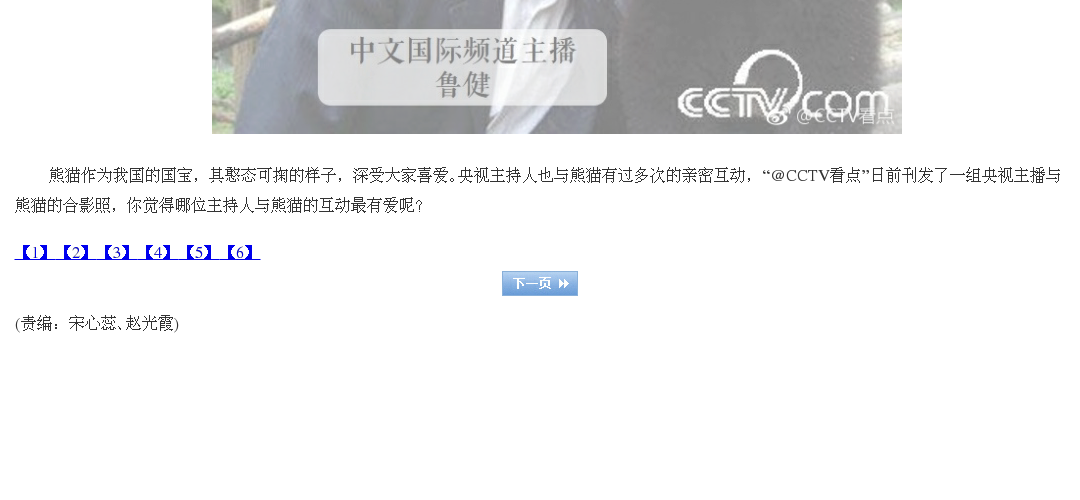 中文国际频道主播
鲁健
CCTV.com
@CCTV看点
熊猫作为我国的国宝，其憨态可掬的样子，深受大家喜爱。央视主持人也与熊猫有过多次的亲密互动，“@CCTV看点”日前刊发了一组央视主播与
熊猫的合影照，你觉得哪位主持人与熊猫的互动最有爱呢？
【1】【2】【3】【4】【5】【6】
下一页
(责编：宋心蕊、赵光霞)